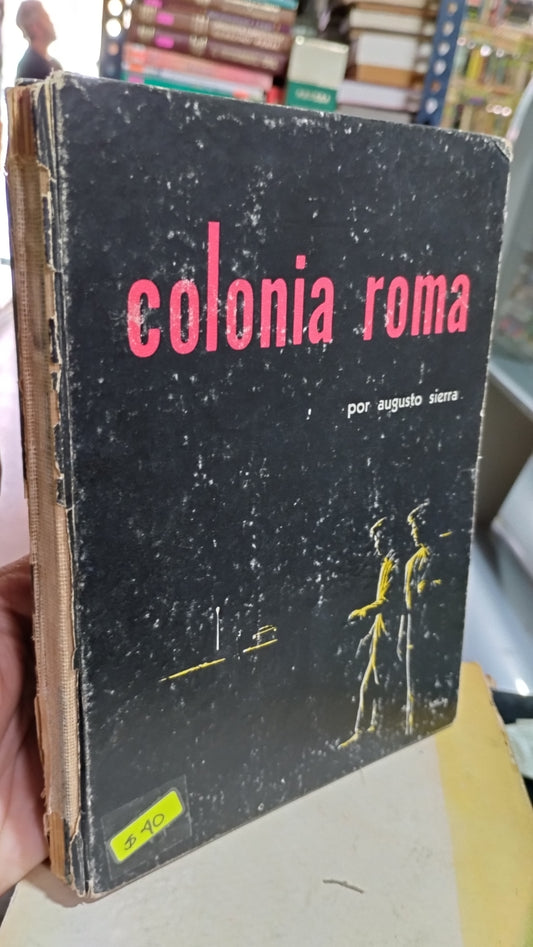 colonia roma
por augusto sierra
$ 40